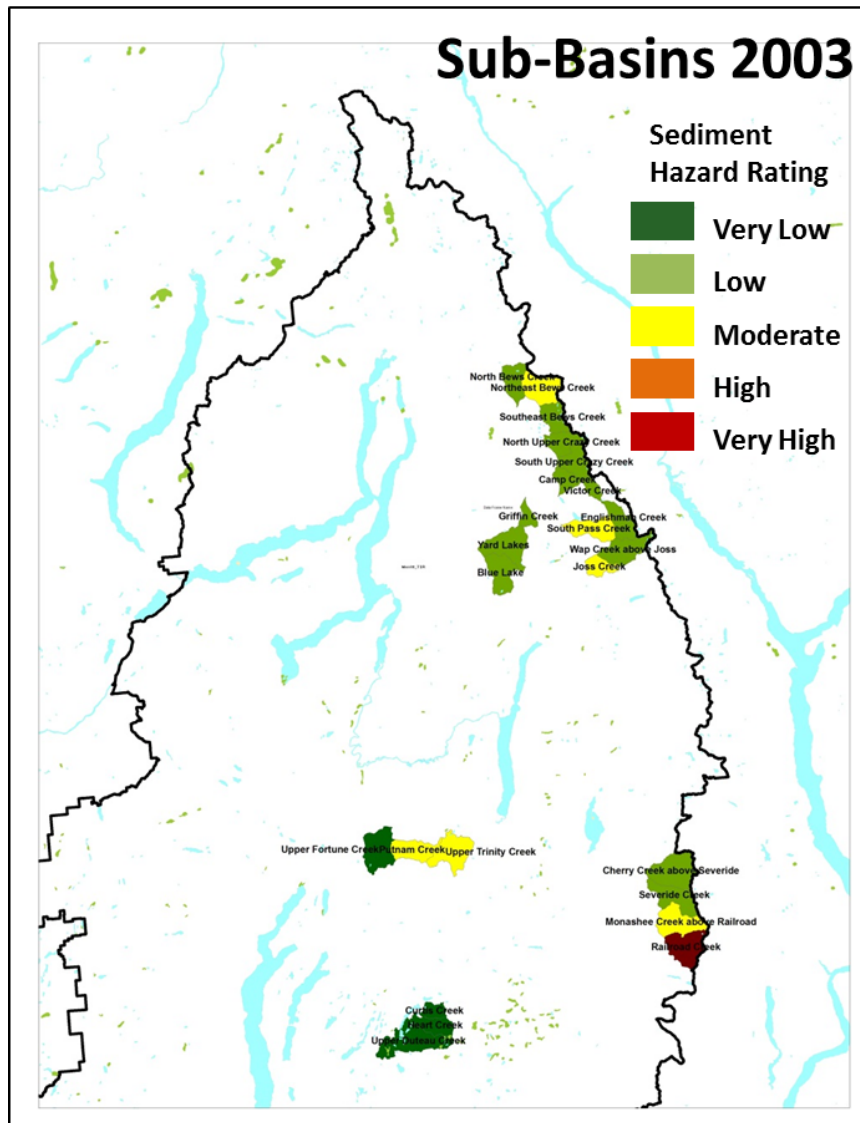 Sub-Basins 2003
Sediment
Hazard Rating
Very Low
Low
Moderate
High
Very High
North Bews Creek
Northeast Bews Creek
Southeast Bews Creek
North Upper Crazy Creek
South Upper Crazy Creek
Camp Creek
Victor Creek
Griffin Creek
Englishman Creek
South Pass Creek
Yard Lakes
Wap Creek above Joss
Blue Lake
Joss Creek
Upper Fortune Creek
Putnam Creek
Upper Trinity Creek
Cherry Creek above Severide
Severide Creek
Monashee Creek above Railroad
Railroad Creek
Curtis Creek
Heart Creek
Upper Duteau Creek